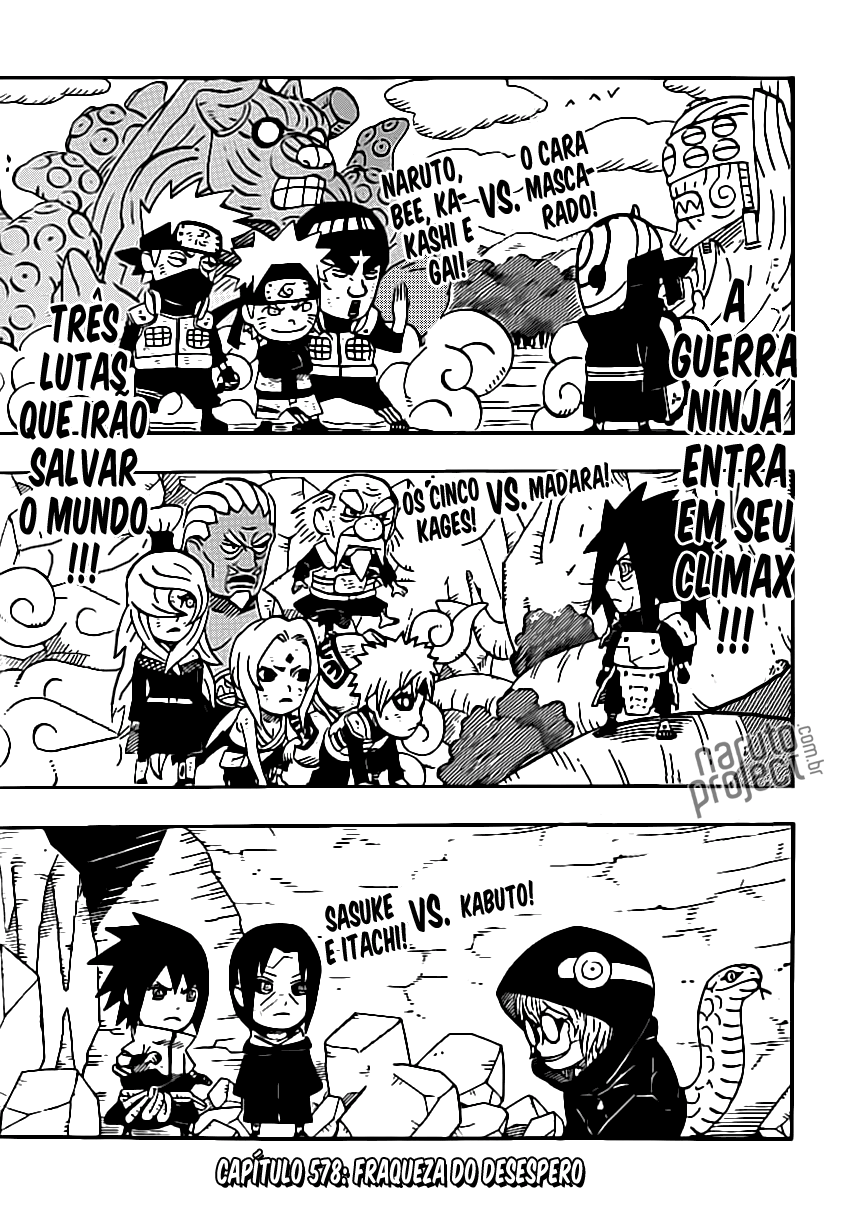 A
GUERRA
NINJA
ENTRA
EM SEU
CLÍMAX
!!!
O CARA
MASCA-
RADO!
VS.
NARUTO,
BEE, KA-
KASHI E
GAI!
TRÊS
LUTAS
QUE IRÃO
SALVAR
O MUNDO
!!!
OS CINCO
KAGES!
VS. MADARA!
naruto
project.com.br
SASUKE
E ITACHI!
VS. KABUTO!
CAPÍTULO 578: FRAQUEZA DO DESESPERO